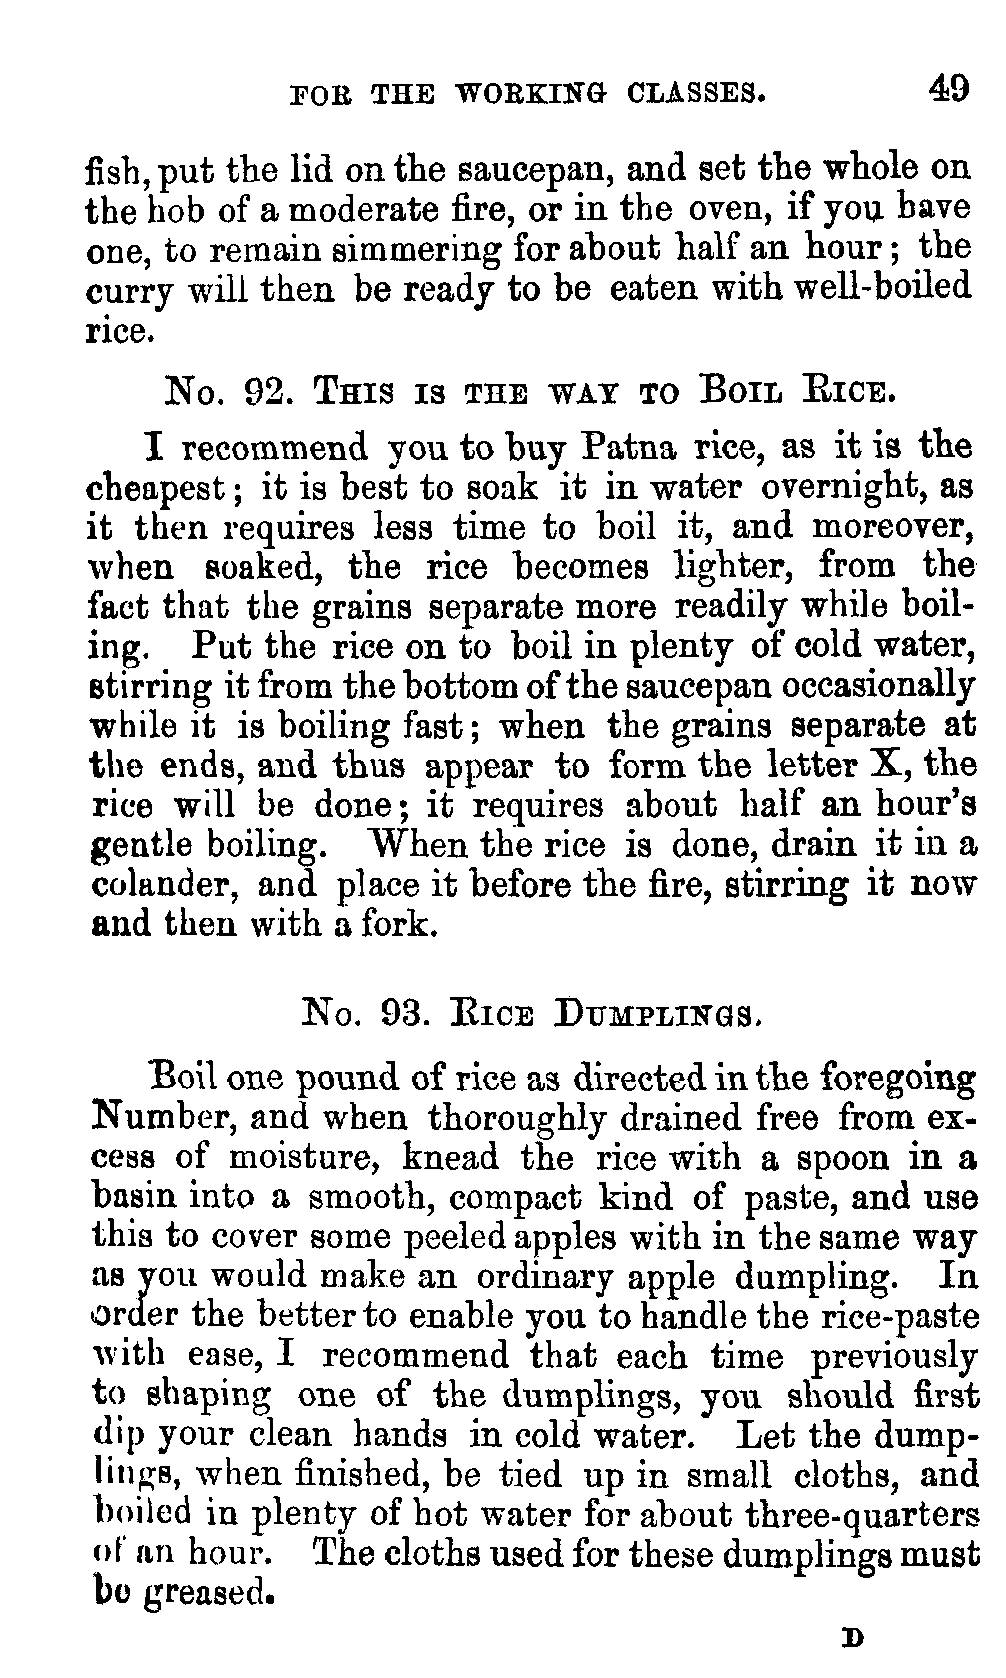 FOR THE WORKING CLASSES. 49
fish, put the lid on the saucepan, and set the whole on
the hob of a moderate fire, or in the oven, if you have
one, to remain simmering for about half an hour; the
curry will then be ready to be eaten with well-boiled
rice.
No. 92. This is the way to Boil Rice.
I recommend you to buy Patna rice, as it is the
cheapest; it is best to soak it in water overnight, as
it then requires less time to boil it, and moreover,
when soaked, the rice becomes lighter, from the
fact that the grains separate more readily while boil-
ing. Put the rice on to boil in plenty of cold water,
stirring it from the bottom of the saucepan occasionally
while it is boiling fast; when the grains separate at
the ends, and thus appear to form the letter X, the
rice will be done; it requires about half an hour's
gentle boiling. When the rice is done, drain it in a
colander, and place it before the fire, stirring it now
and then with a fork.
No. 93. Rice Dumplings.
Boil one pound of rice as directed in the foregoing
Number, and when thoroughly drained free from ex-
cess of moisture, knead the rice with a spoon in a
basin into a smooth, compact kind of paste, and use
this to cover some peeled apples with in the same way
as you would make an ordinary apple dumpling. In
order the better to enable you to handle the rice-paste
with ease, I recommend that each time previously
to shaping one of the dumplings, you should first
dip your clean hands in cold water. Let the dump-
lings, when finished, be tied up in small cloths, and
boiled in plenty of hot water for about three-quarters
of an hour. The cloths used for these dumplings must
be greased.
D